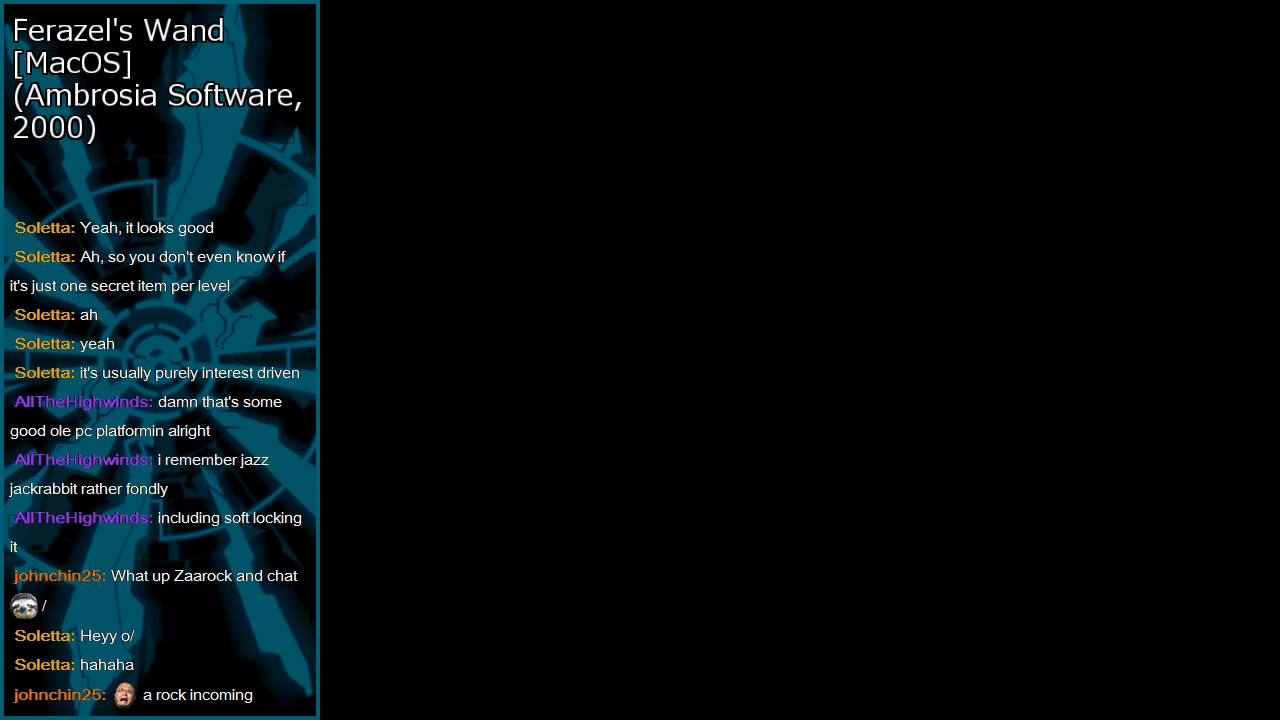 Ferazel's Wand
[MacOS]
(Ambrosia Software,
2000)
Soletta: Yeah, it looks good
Soletta: Ah, so you don't even know if
it's just one secret item per level
Soletta: ah
Soletta: yeah
Soletta: it's usually purely interest driven
AllTheHighwinds: damn that's some
good ole pc platformin alright
AllTheHighwinds: i remember jazz
jackrabbit rather fondly
AllTheHighwinds: including soft locking
it
johnchin25: What up Zaarock and chat
/
Soletta: Heyy o/
Soletta: hahaha
johnchin25: a rock incoming